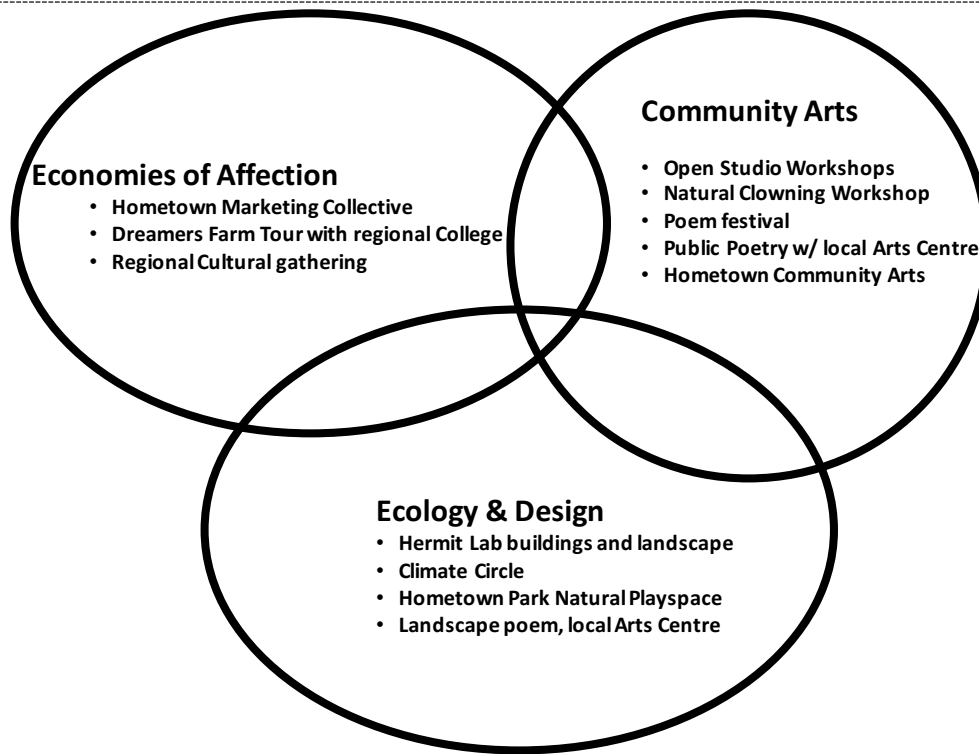 Economies of Affection
• Hometown Marketing Collective
• Dreamers Farm Tour with regional College
• Regional Cultural gathering
Community Arts
• Open Studio Workshops
• Natural Clowning Workshop
• Poem festival
• Public Poetry w/ local Arts Centre
• Hometown Community Arts
Ecology & Design
• Hermit Lab buildings and landscape
• Climate Circle
• Hometown Park Natural Playspace
• Landscape poem, local Arts Centre